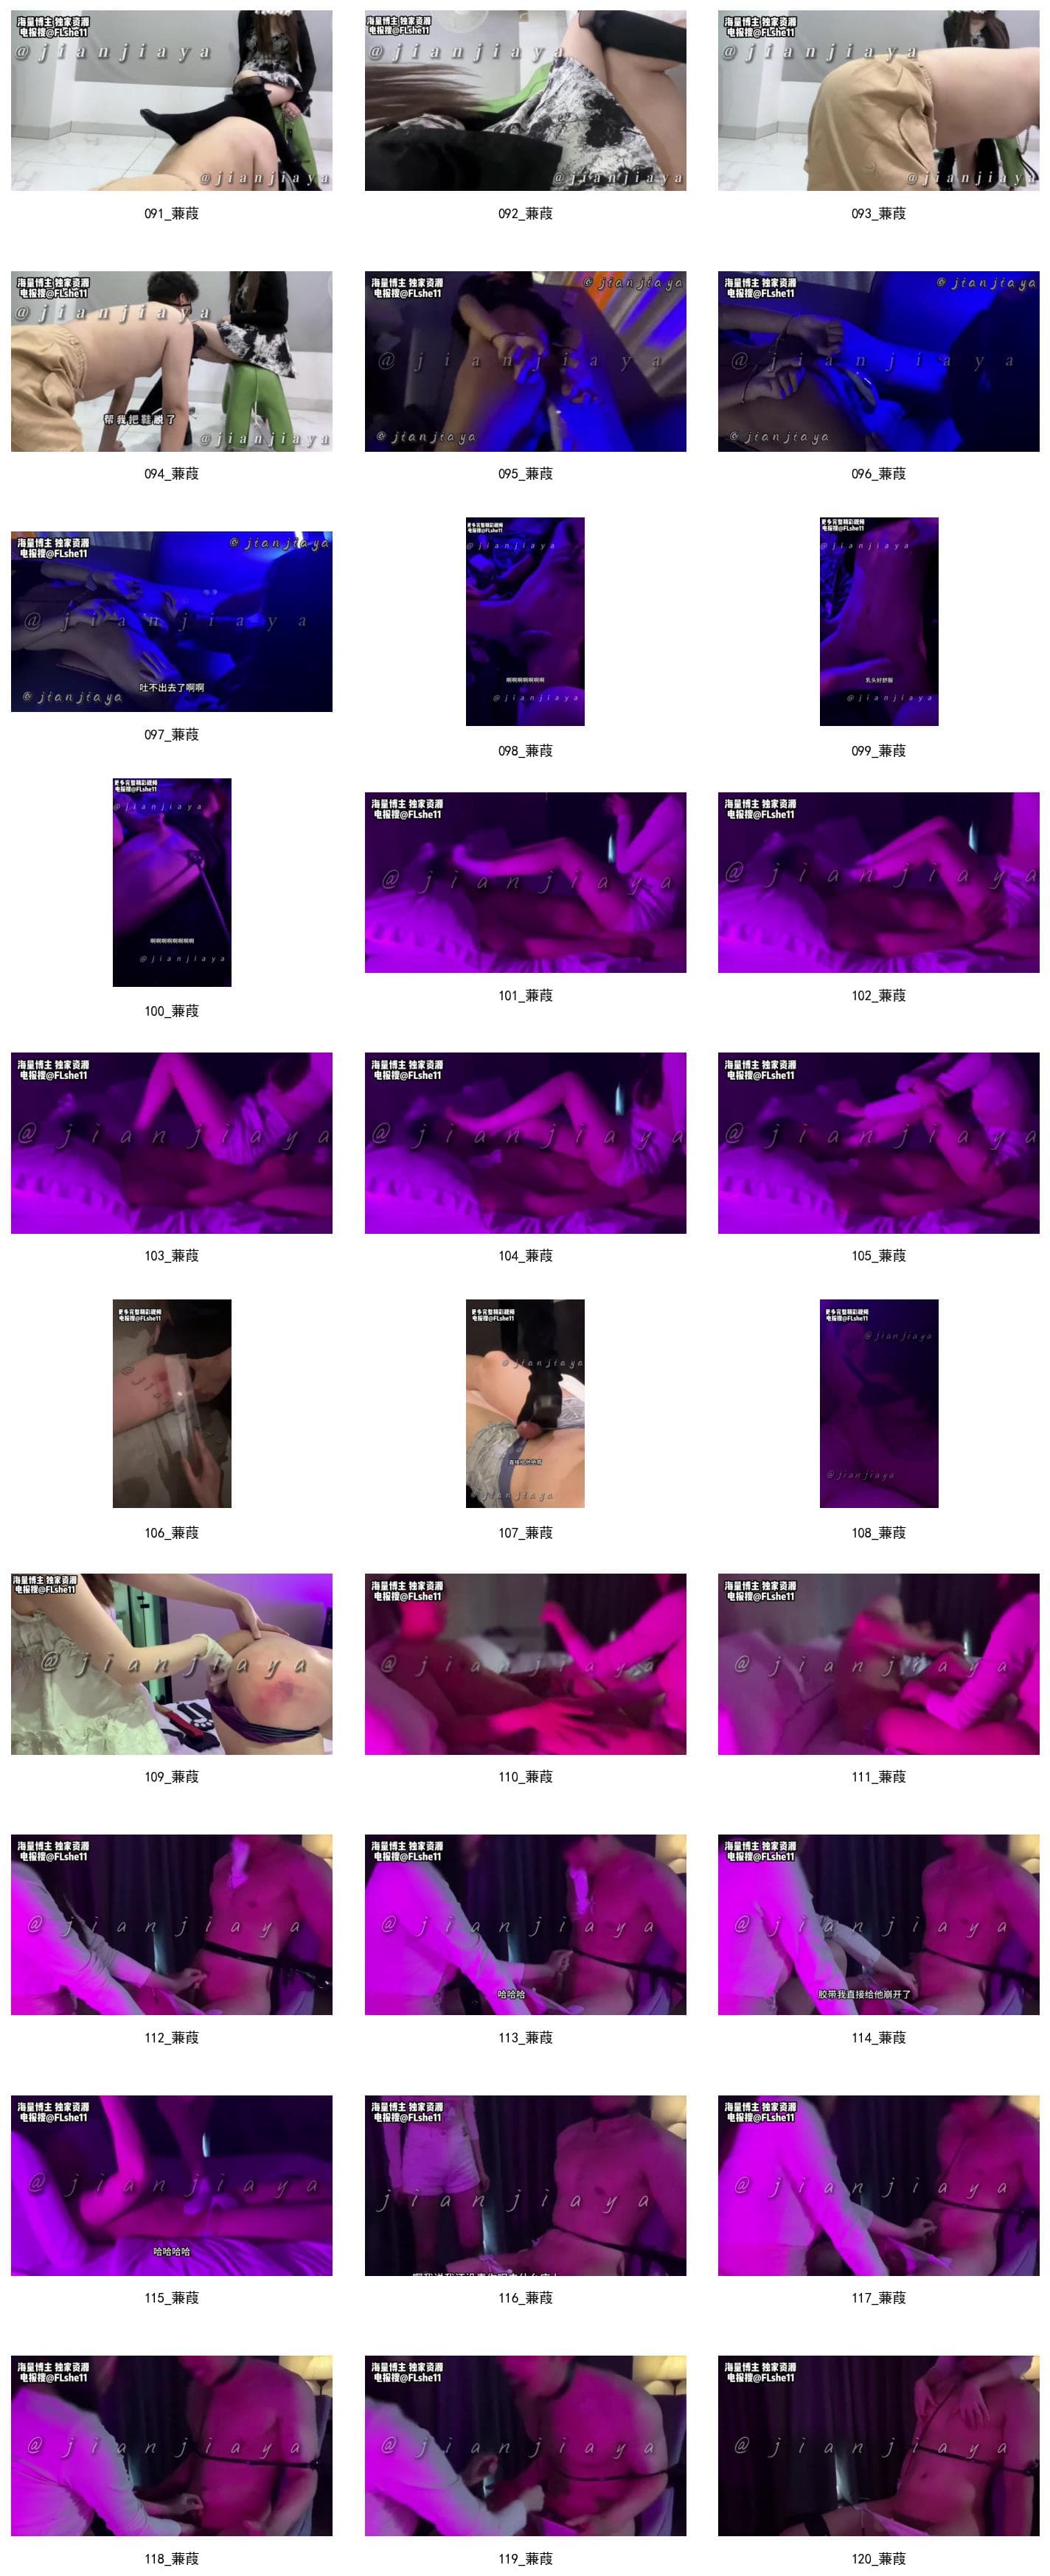 海量博主 独家资源
电报搜@FLshe11
@jianjiaya
@jianjiaya
091_蒹葭
海量博主 独家资源
电报搜@FLshe11
@jianjiaya
@jianjiaya
092_蒹葭
海量博主 独家资源
电报搜@FLshe11
@jianjiaya
@jianjiaya
093_蒹葭
海量博主 独家资源
电报搜@FLshe11
@jianjiaya
帮我把鞋脱了
@jianjiaya
094_蒹葭
海量博主 独家资源
电报搜@FLshe11
@jianjiaya
@jianjiaya
@jianjiaya
095_蒹葭
海量博主 独家资源
电报搜@FLshe11
@jianjiaya
@jianjiaya
@jianjiaya
096_蒹葭
海量博主 独家资源
电报搜@FLshe11
@jianjiaya
@jianjiaya
吐不出去了啊啊
@jianjiaya
097_蒹葭
更多完整精彩视频
电报搜@FLshe11
@jianjiaya
啊啊啊啊啊啊啊
@jianjiaya
098_蒹葭
更多完整精彩视频
电报搜@FLshe11
@jianjiaya
乳头好舒服
@jianjiaya
099_蒹葭
更多完整精彩视频
电报搜@FLshe11
@jianjiaya
啊啊啊啊啊啊啊啊
@jianjiaya
100_蒹葭
海量博主 独家资源
电报搜@FLshe11
@jianjiaya
101_蒹葭
海量博主 独家资源
电报搜@FLshe11
@jianjiaya
102_蒹葭
海量博主 独家资源
电报搜@FLshe11
@jianjiaya
103_蒹葭
海量博主 独家资源
电报搜@FLshe11
@jianjiaya
104_蒹葭
海量博主 独家资源
电报搜@FLshe11
@jianjiaya
105_蒹葭
更多完整精彩视频
电报搜@FLshe11
106_蒹葭
更多完整精彩视频
电报搜@FLshe11
@jianjiaya
@jianjiaya
107_蒹葭
更多完整精彩视频
电报搜@FLshe11
@jianjiaya
@jianjiaya
108_蒹葭
海量博主 独家资源
电报搜@FLshe11
@jianjiaya
109_蒹葭
海量博主 独家资源
电报搜@FLshe11
@jianjiaya
110_蒹葭
海量博主 独家资源
电报搜@FLshe11
@jianjiaya
111_蒹葭
海量博主 独家资源
电报搜@FLshe11
@jianjiaya
112_蒹葭
海量博主 独家资源
电报搜@FLshe11
@jianjiaya
哈哈哈
113_蒹葭
海量博主 独家资源
电报搜@FLshe11
@jianjiaya
胶带我直接给他崩开了
114_蒹葭
海量博主 独家资源
电报搜@FLshe11
@jianjiaya
哈哈哈哈
115_蒹葭
海量博主 独家资源
电报搜@FLshe11
jianjiaya
116_蒹葭
海量博主 独家资源
电报搜@FLshe11
@jianjiaya
117_蒹葭
海量博主 独家资源
电报搜@FLshe11
@jianjiaya
118_蒹葭
海量博主 独家资源
电报搜@FLshe11
@jianjiaya
119_蒹葭
海量博主 独家资源
电报搜@FLshe11
@jianjiaya
120_蒹葭